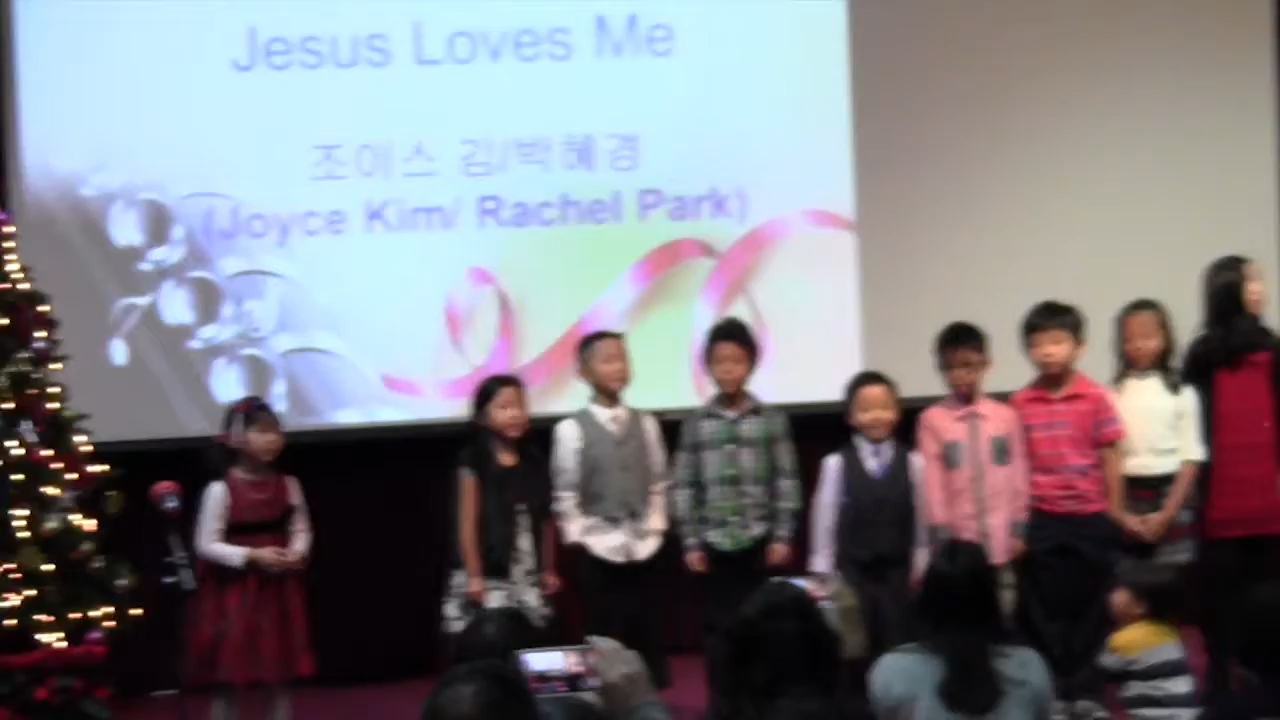 Jesus Loves Me
조이스 김/박혜경
(Joyce Kim/ Rachel Park)